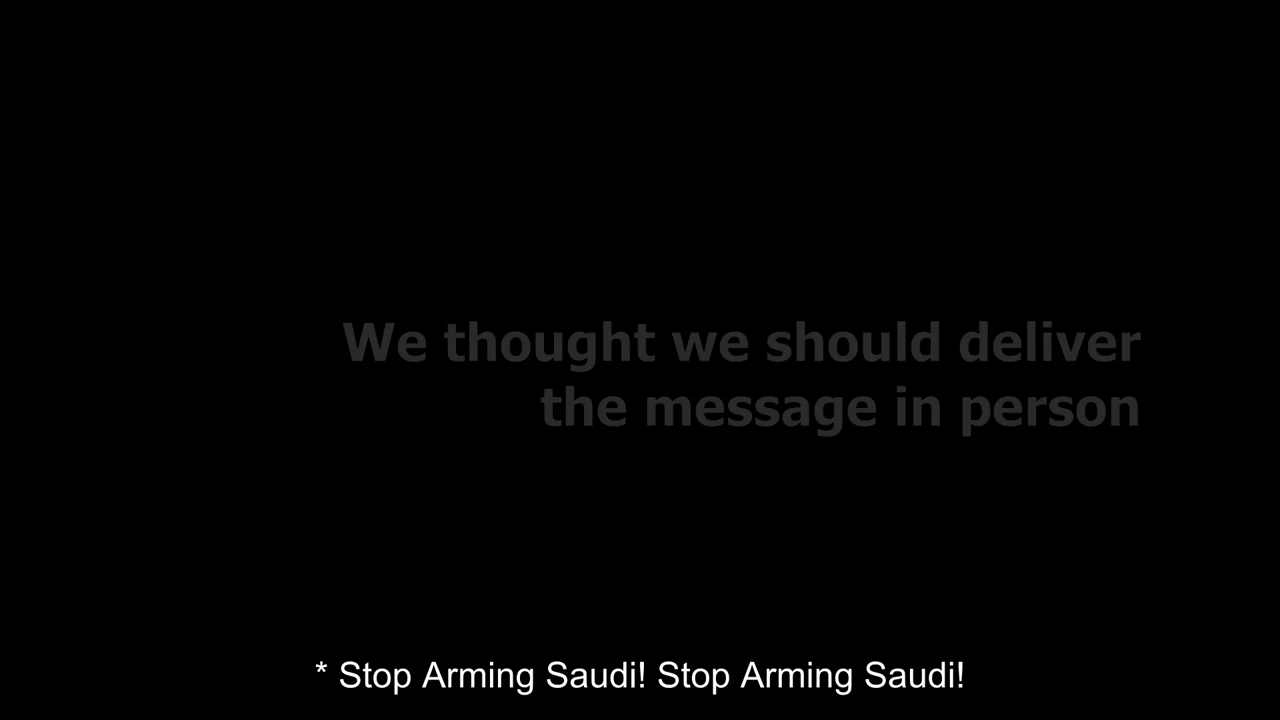 We thought we should deliver
the message in person
* Stop Arming Saudi! Stop Arming Saudi!